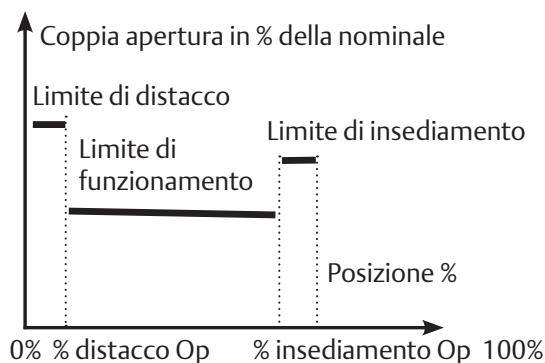 Coppia apertura in % della nominale
Limite di distacco
Limite di insediamento
Limite di
funzionamento
Posizione %
0% % distacco Op % insediamento Op 100%